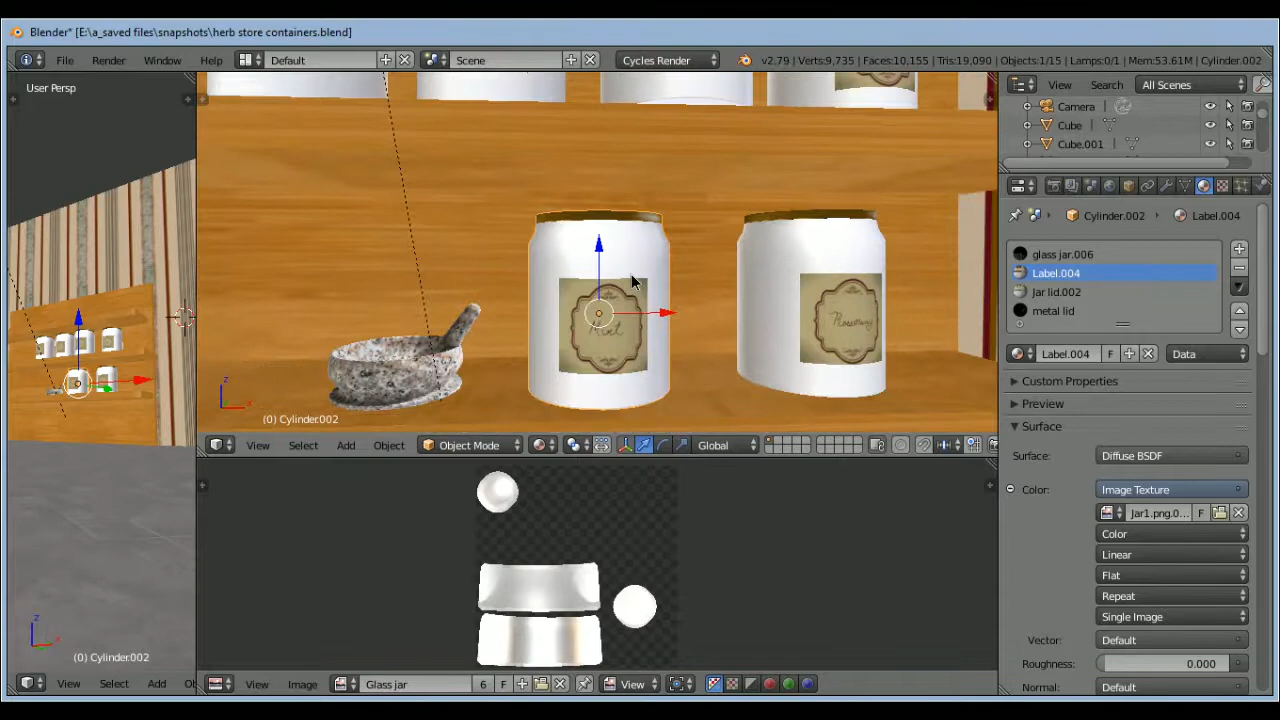 Blender* [E:\a_saved files\snapshots\herb store containers.blend]
File Render Window Help Default Scene Cycles Render v2.79 | Verts:9,735 | Faces:10,155 | Tris:19,090 | Objects:1/15 | Lamps:0/1 | Mem:53.61M | Cylinder.002
User Persp
View Search All Scenes
Camera
Cube
Cube.001
Cylinder.002 Label.004
glass jar.006
Label.004
Jar lid.002
metal lid
Mint
Rosemary
Label.004 F Data
Custom Properties
Preview
Surface
Surface: Diffuse BSDF
Color: Image Texture
Jar1.png.0... F
Color
Linear
Flat
Repeat
Single Image
Vector: Default
Roughness: 0.000
Normal: Default
z
x
(0) Cylinder.002
View Select Add Object Object Mode Global
z
x
(0) Cylinder.002
View Select Add
View Image Glass jar 6 F View